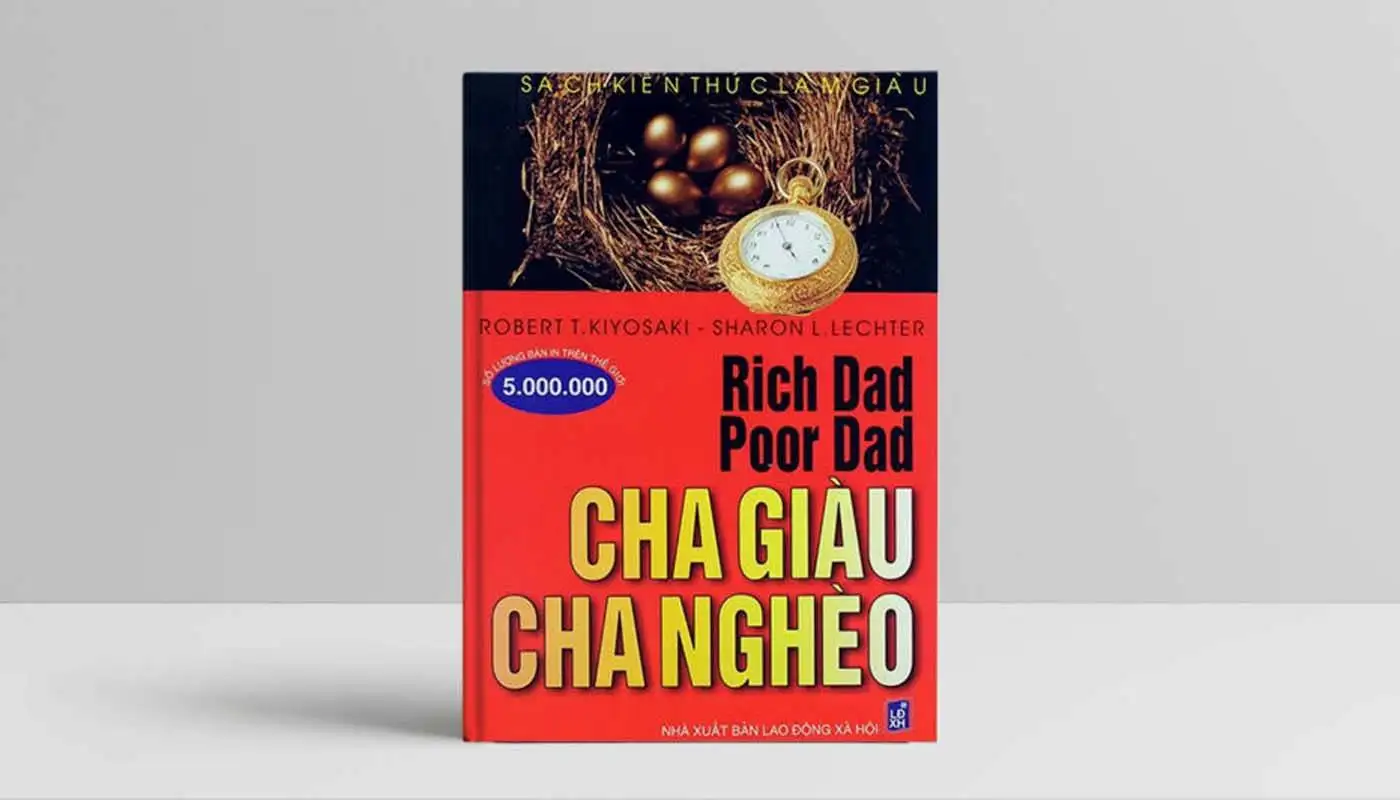 SÁCH KIẾN THỨC LÀM GIÀU
ROBERT T.KIYOSAKI - SHARON L.LECHTER
SỐ LƯỢNG BẢN IN TRÊN THẾ GIỚI
5.000.000
Rich Dad
Poor Dad
CHA GIÀU
CHA NGHÈO
NHÀ XUẤT BẢN LAO ĐỘNG XÃ HỘI
LĐ
XH